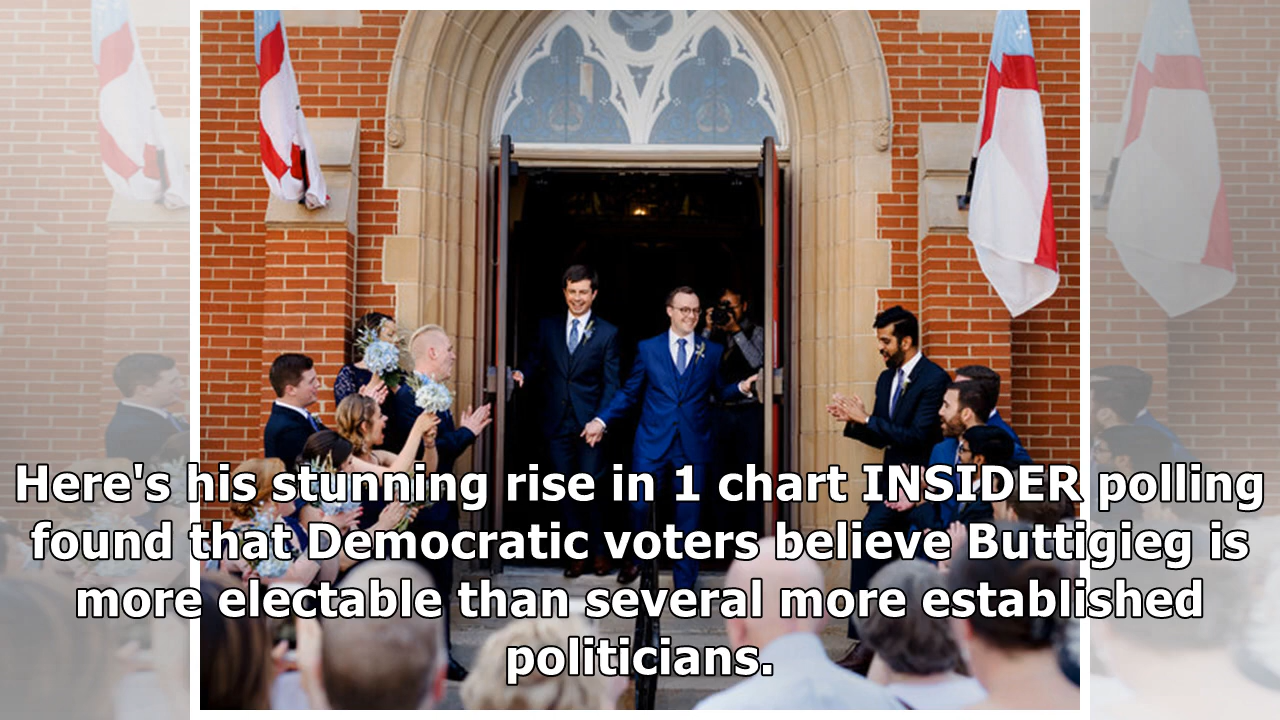 Here's his stunning rise in 1 chart INSIDER polling
found that Democratic voters believe Buttigieg is
more electable than several more established
politicians.